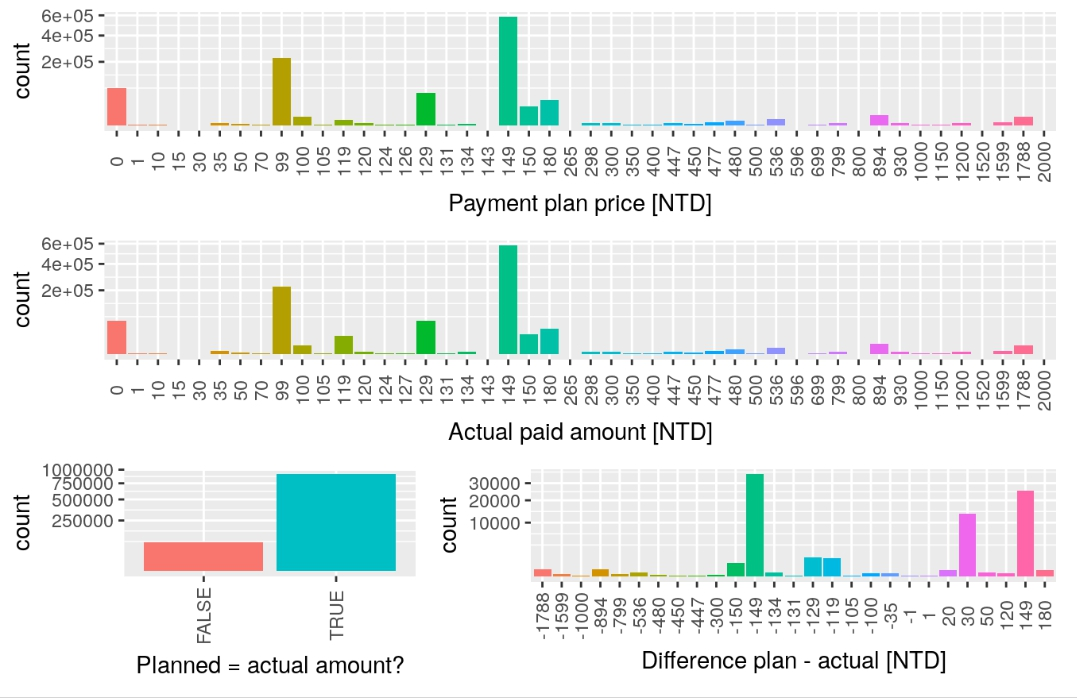 6e+05
4e+05
2e+05
count
0 1 10 15 30 35 50 70 99 100 105 119 120 124 126 129 131 134 143 149 150 180 265 298 300 350 400 447 450 477 480 500 536 596 699 799 800 894 930 1000 1150 1200 1520 1599 1788 2000
Payment plan price [NTD]
6e+05
4e+05
2e+05
count
0 1 10 15 30 35 50 70 99 100 105 119 120 124 127 129 131 134 143 149 150 180 265 298 300 350 400 447 450 477 480 500 536 596 699 799 800 894 930 1000 1150 1200 1520 1599 1788 2000
Actual paid amount [NTD]
1000000
750000
500000
250000
count
FALSE TRUE
Planned = actual amount?
30000
20000
10000
count
-1788 -1599 -1000 -894 -799 -536 -480 -450 -447 -300 -150 -149 -134 -131 -129 -119 -105 -100 -35 -1 1 20 30 50 120 149 180
Difference plan - actual [NTD]